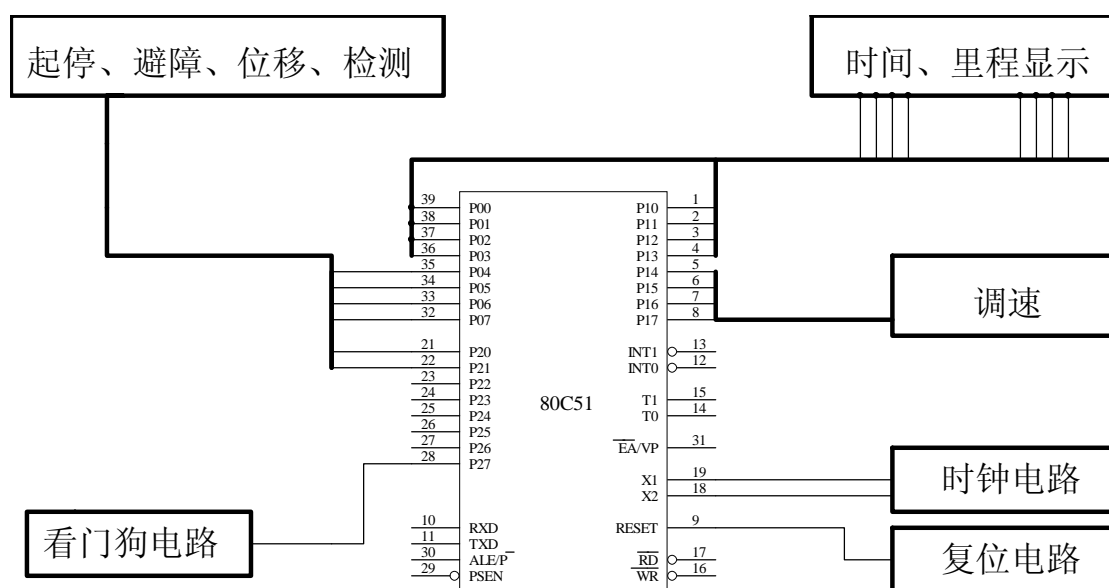 起停、避障、位移、检测
时间、里程显示
39 P00 P10 1
38 P01 P11 2
37 P02 P12 3
36 P03 P13 4
35 P04 P14 5
34 P05 P15 6
33 P06 P16 7
32 P07 P17 8
调速
21 P20 INT1 13
22 P21 INT0 12
23 P22
24 P23 T1 15
25 P24 80C51 T0 14
26 P25
27 P26 EA/VP 31
28 P27
X1 19
X2 18
时钟电路
看门狗电路
10 RXD RESET 9
11 TXD
30 ALE/P RD 17
29 PSEN WR 16
复位电路